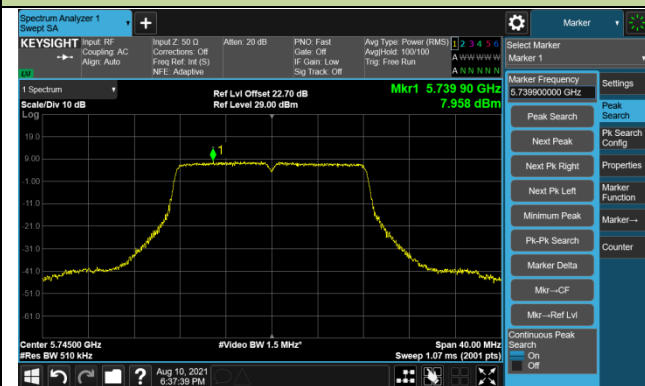 Spectrum Analyzer 1
Swept SA
+
Marker
KEYSIGHT
Input: RF
Coupling: AC
Align: Auto
Input Z: 50 Ω
Corrections: Off
Freq Ref: Int (S)
NFE: Adaptive
Atten: 20 dB
PNO: Fast
Gate: Off
IF Gain: Low
Sig Track: Off
Avg Type: Power (RMS)
Avg|Hold: 100/100
Trig: Free Run
1 2 3 4 5 6
A W W W W W
A N N N N N
LXI
Select Marker
Marker 1
1 Spectrum
Scale/Div 10 dB
Log
Ref Lvl Offset 22.70 dB
Ref Level 29.00 dBm
Mkr1 5.739 90 GHz
7.958 dBm
19.0
9.00
-1.00
-11.0
-21.0
-31.0
-41.0
-51.0
-61.0
1
Center 5.74500 GHz
#Res BW 510 kHz
#Video BW 1.5 MHz*
Span 40.00 MHz
Sweep 1.07 ms (2001 pts)
Marker Frequency
5.739900000 GHz
Peak Search
Next Peak
Next Pk Right
Next Pk Left
Minimum Peak
Pk-Pk Search
Marker Delta
Mkr→CF
Mkr→Ref Lvl
Continuous Peak
Search
On
Off
Settings
Peak
Search
Pk Search
Config
Properties
Marker
Function
Marker→
Counter
?
Aug 10, 2021
6:37:39 PM